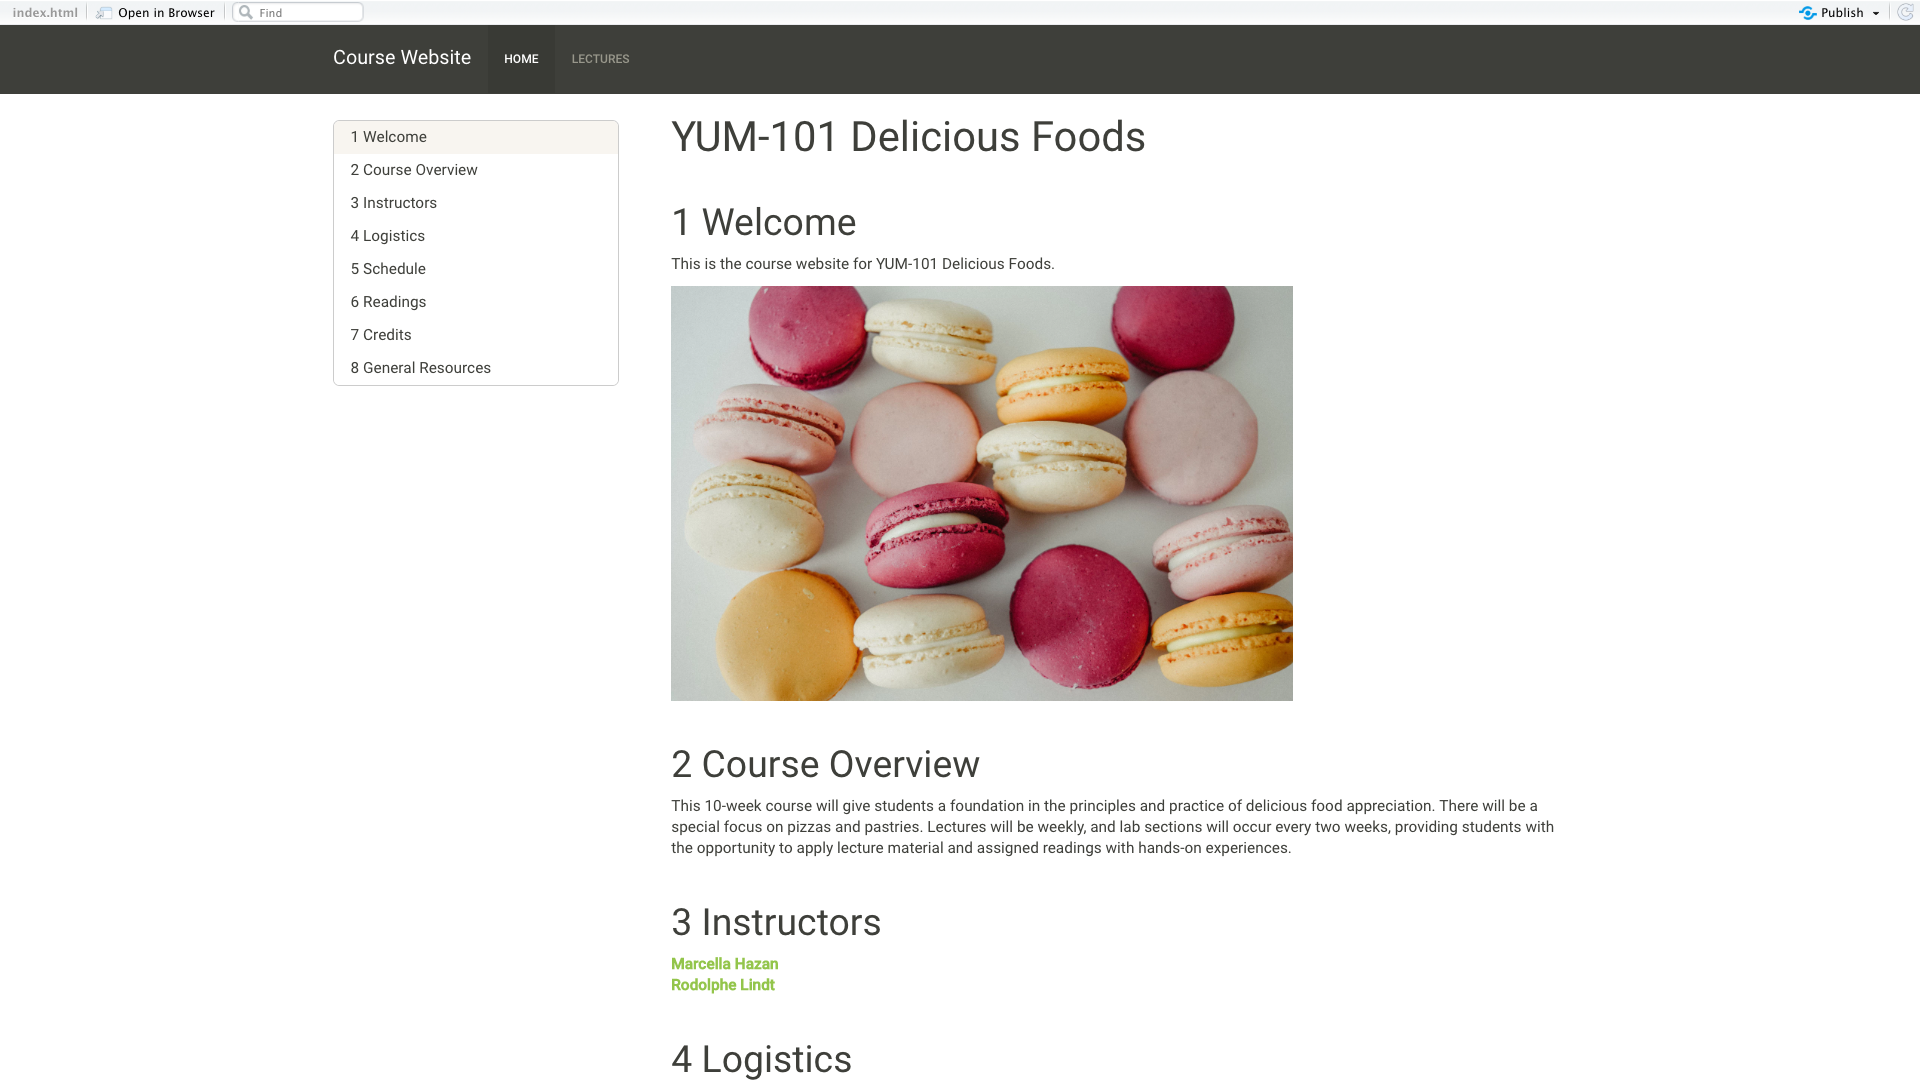 index.html Open in Browser Find Publish
Course Website HOME LECTURES
1 Welcome
2 Course Overview
3 Instructors
4 Logistics
5 Schedule
6 Readings
7 Credits
8 General Resources
YUM-101 Delicious Foods
1 Welcome
This is the course website for YUM-101 Delicious Foods.
2 Course Overview
This 10-week course will give students a foundation in the principles and practice of delicious food appreciation. There will be a
special focus on pizzas and pastries. Lectures will be weekly, and lab sections will occur every two weeks, providing students with
the opportunity to apply lecture material and assigned readings with hands-on experiences.
3 Instructors
Marcella Hazan
Rodolphe Lindt
4 Logistics